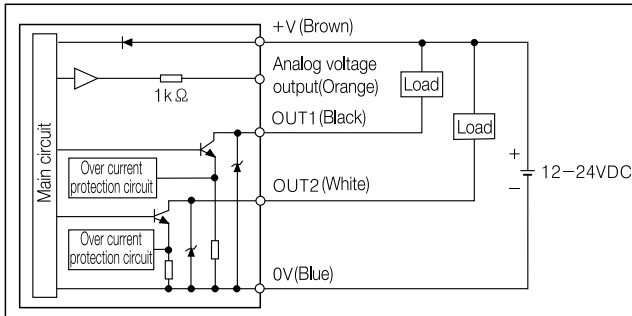 +V (Brown)
Analog voltage
output(Orange)
1kΩ
Load
OUT1 (Black)
Load
Main circuit
Over current
protection circuit
OUT2 (White)
+
12-24VDC
−
Over current
protection circuit
0V (Blue)